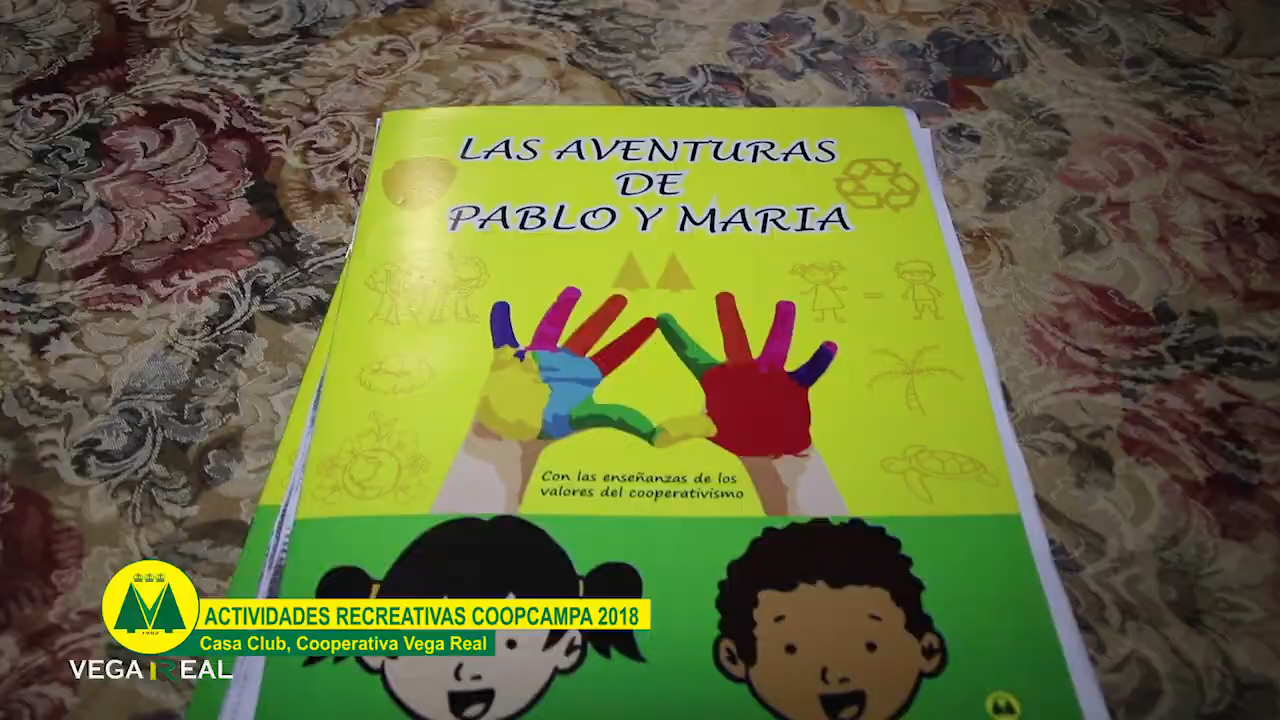 LAS AVENTURAS
DE
PABLO Y MARIA
Con las enseñanzas de los
valores del cooperativismo
ACTIVIDADES RECREATIVAS COOPCAMPA 2018
Casa Club, Cooperativa Vega Real
1982
VEGA REAL